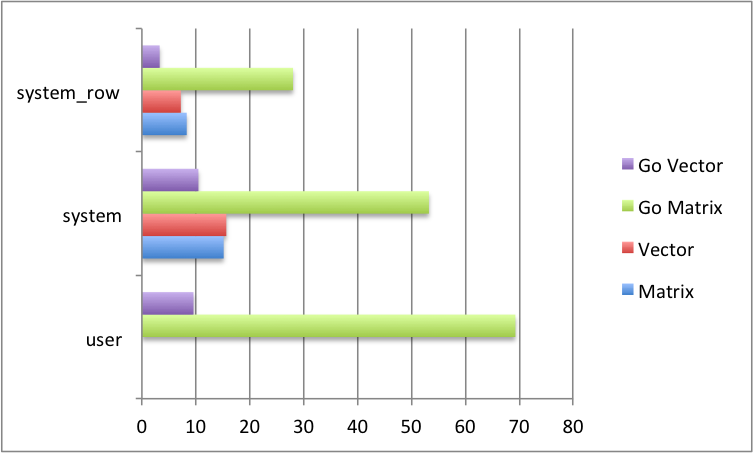 system_row
system
user
0 10 20 30 40 50 60 70 80
Go Vector
Go Matrix
Vector
Matrix